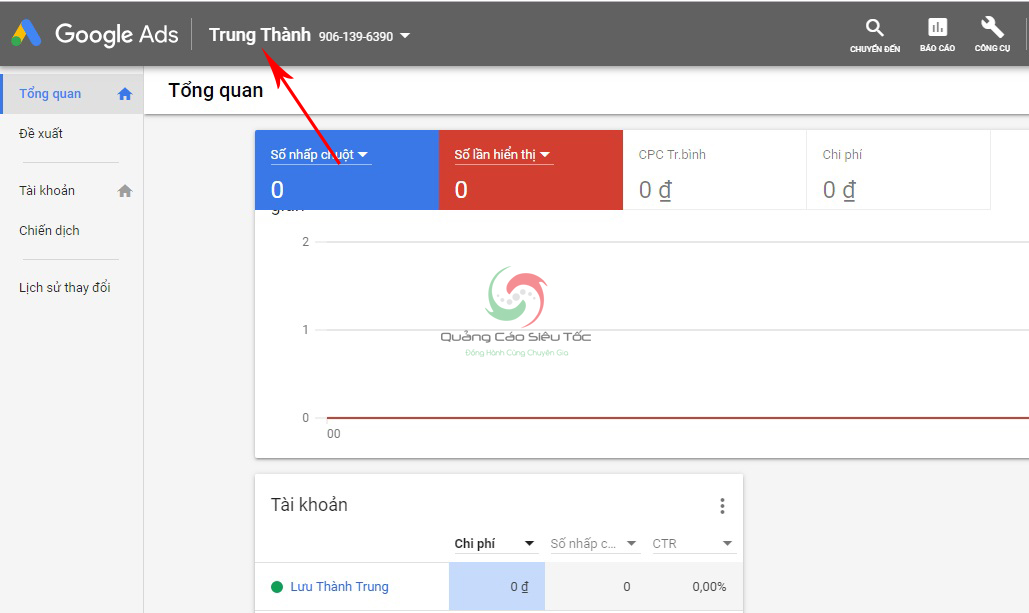 Google Ads
Trung Thành 906-139-6390
CHUYỂN ĐẾN
BÁO CÁO
CÔNG CỤ
Tổng quan
Đề xuất
Tài khoản
Chiến dịch
Lịch sử thay đổi
Tổng quan
Số nhấp chuột
0
Số lần hiển thị
0
CPC Tr.bình
0 ₫
Chi phí
0 ₫
2
1
0
00
Quảng Cáo Siêu Tốc
Đồng Hành Cùng Chuyên Gia
Tài khoản
Chi phí Số nhấp c... CTR
Lưu Thành Trung 0 ₫ 0 0,00%